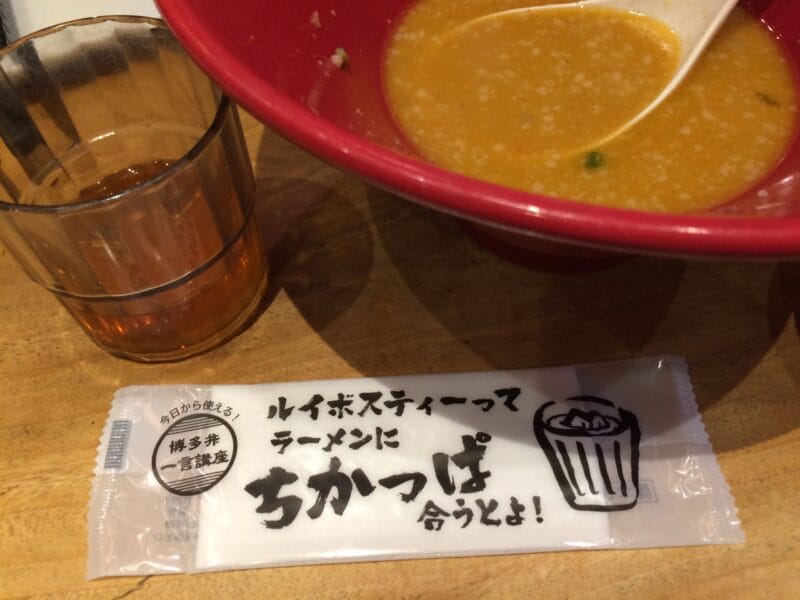 今日から使える!
博多弁
一言講座
ルイボスティーって
ラーメンに
ちかっぱ
合うとよ!